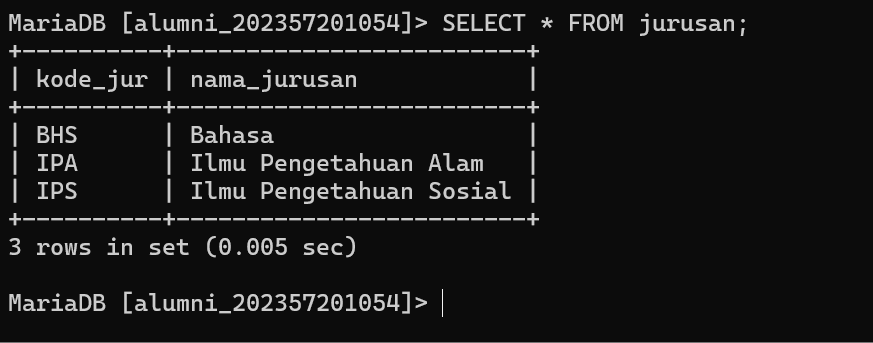 MariaDB [alumni_202357201054]> SELECT * FROM jurusan;
+----------+-------------------------+
| kode_jur | nama_jurusan            |
+----------+-------------------------+
| BHS      | Bahasa                  |
| IPA      | Ilmu Pengetahuan Alam   |
| IPS      | Ilmu Pengetahuan Sosial |
+----------+-------------------------+
3 rows in set (0.005 sec)
MariaDB [alumni_202357201054]>